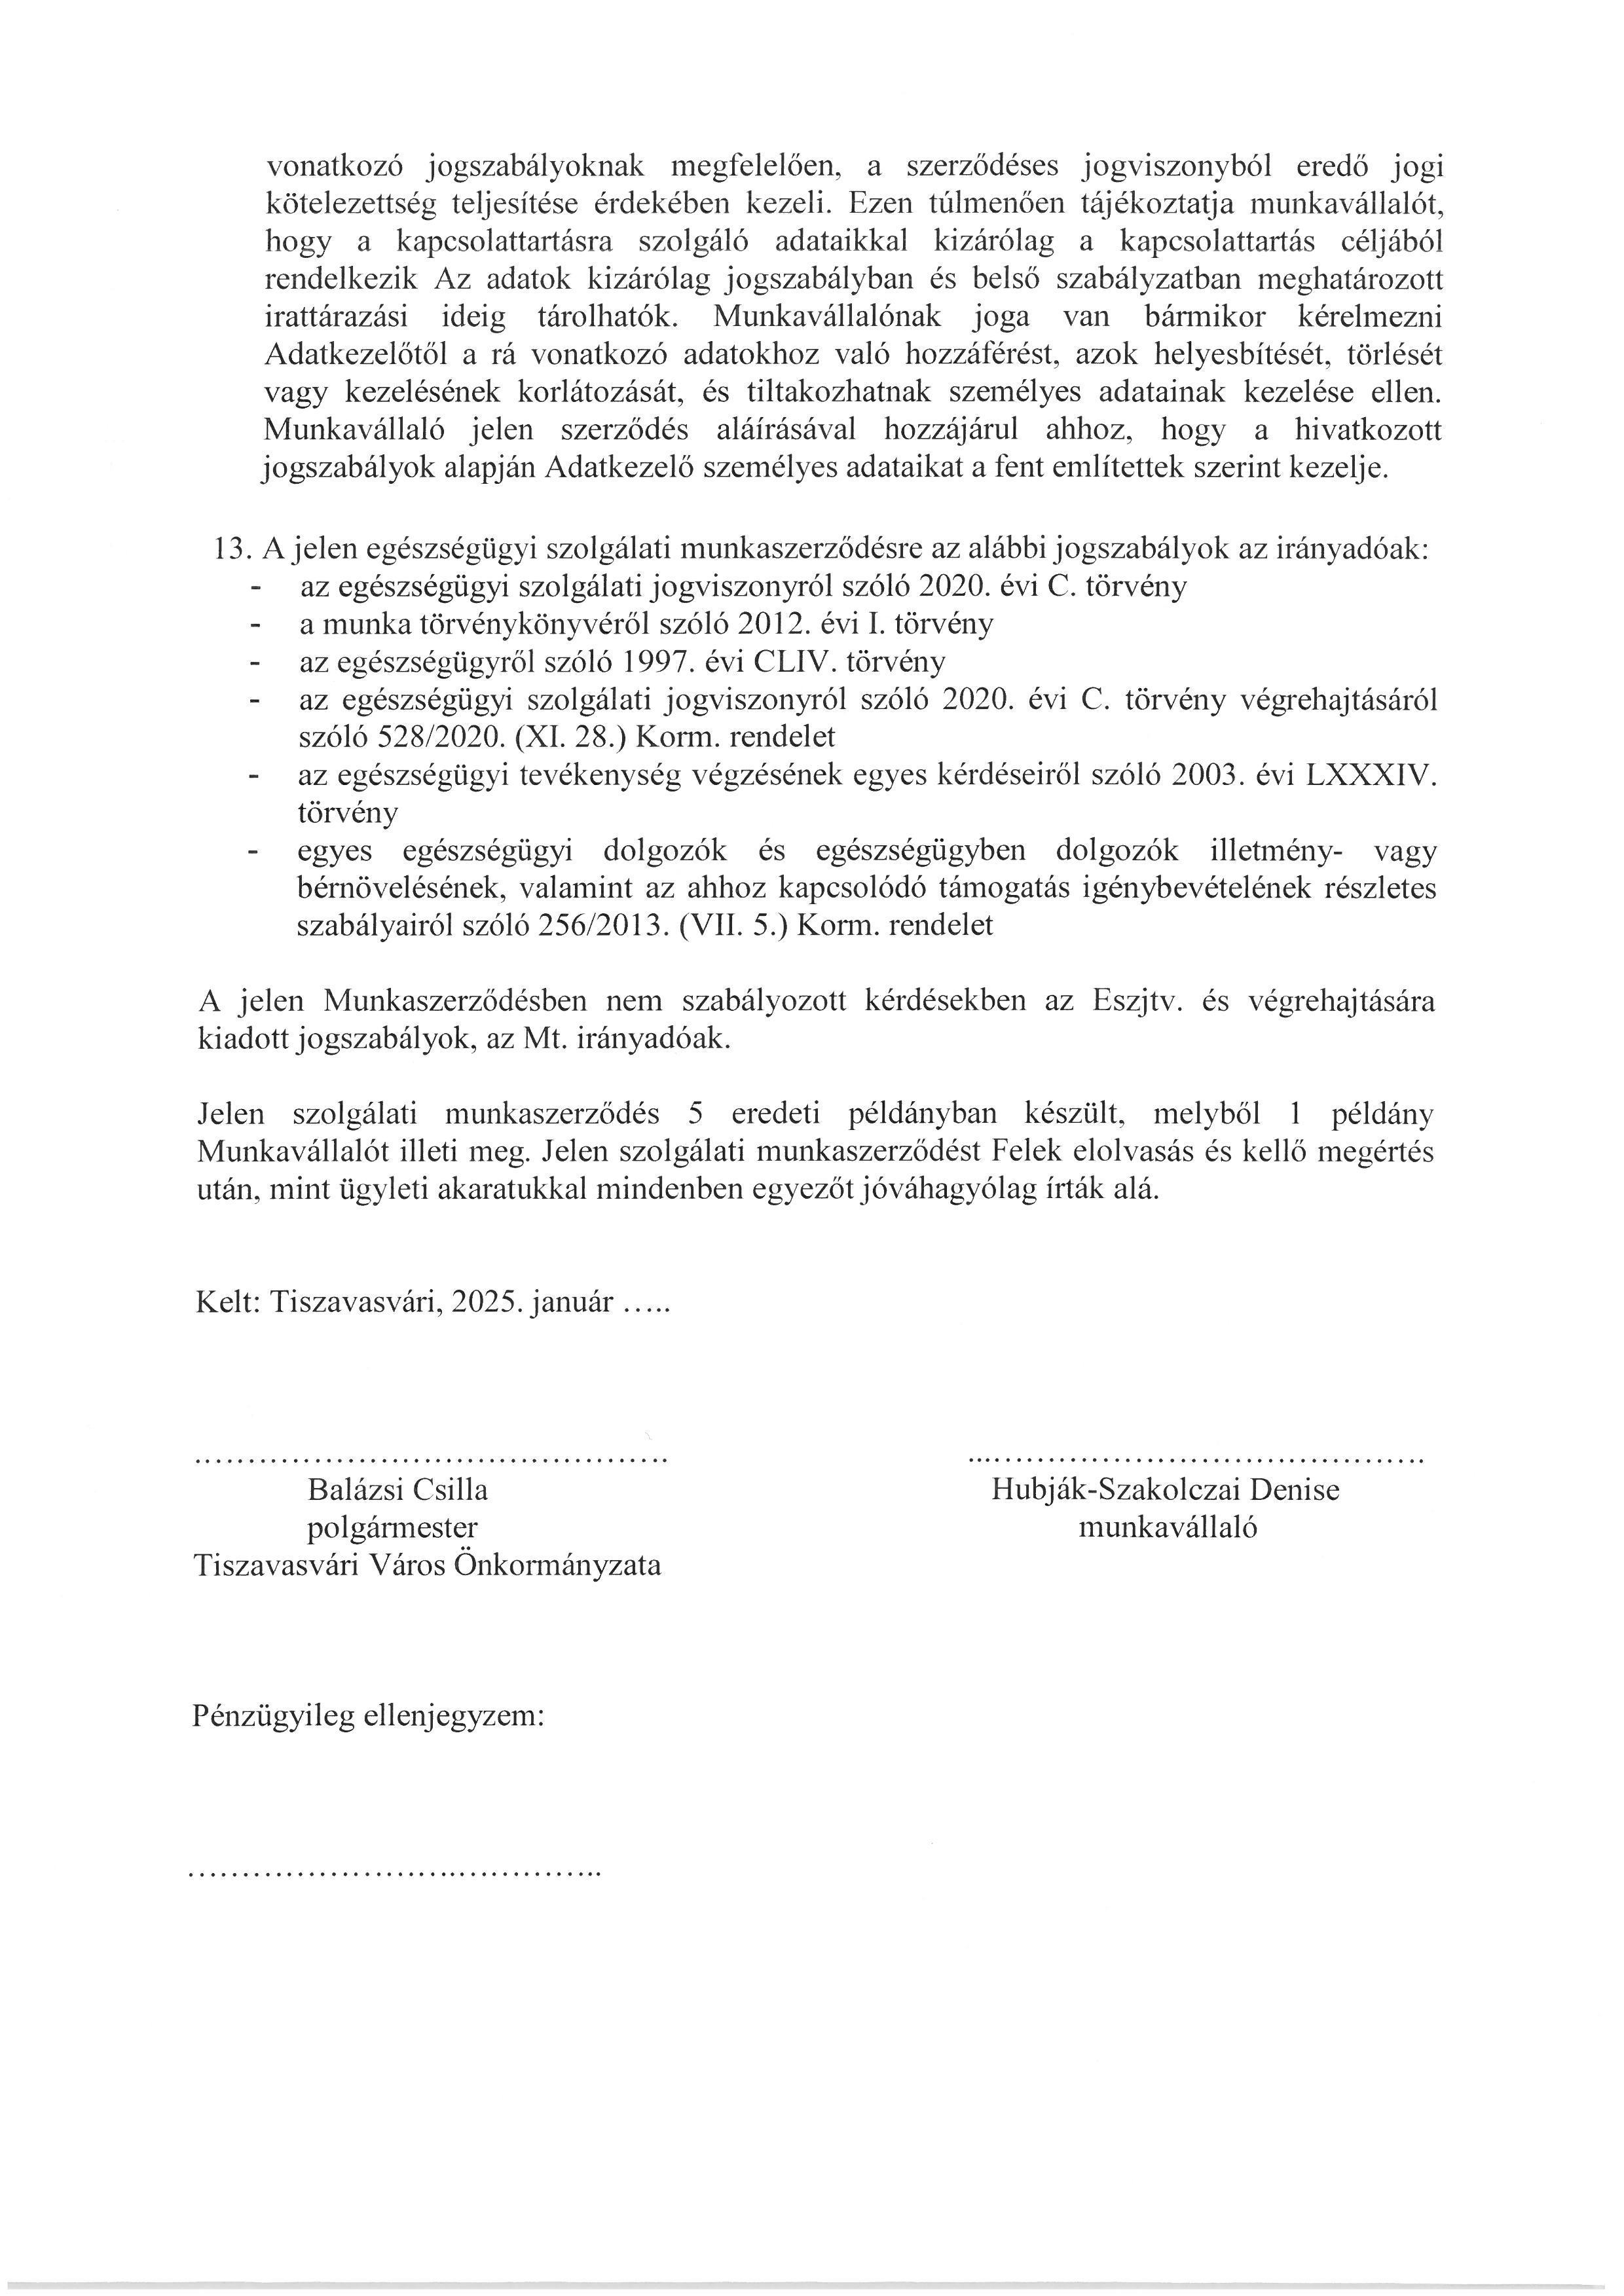 vonatkozó jogszabályoknak megfelelően, a szerződéses jogviszonyból eredő jogi
kötelezettség teljesítése érdekében kezeli. Ezen túlmenően tájékoztatja munkavállalót,
hogy a kapcsolattartásra szolgáló adataikkal kizárólag a kapcsolattartás céljából
rendelkezik Az adatok kizárólag jogszabályban és belső szabályzatban meghatározott
irattárazási ideig tárolhatók. Munkavállalónak joga van bármikor kérelmezni
Adatkezelőtől a rá vonatkozó adatokhoz való hozzáférést, azok helyesbítését, törlését
vagy kezelésének korlátozását, és tiltakozhatnak személyes adatainak kezelése ellen.
Munkavállaló jelen szerződés aláírásával hozzájárul ahhoz, hogy a hivatkozott
jogszabályok alapján Adatkezelő személyes adataikat a fent említettek szerint kezelje.
13. A jelen egészségügyi szolgálati munkaszerződésre az alábbi jogszabályok az irányadóak:
- az egészségügyi szolgálati jogviszonyról szóló 2020. évi C. törvény
- a munka törvénykönyvéről szóló 2012. évi I. törvény
- az egészségügyről szóló 1997. évi CLIV. törvény
- az egészségügyi szolgálati jogviszonyról szóló 2020. évi C. törvény végrehajtásáról
szóló 528/2020. (XI. 28.) Korm. rendelet
- az egészségügyi tevékenység végzésének egyes kérdéseiről szóló 2003. évi LXXXIV.
törvény
- egyes egészségügyi dolgozók és egészségügyben dolgozók illetmény- vagy
bérnövelésének, valamint az ahhoz kapcsolódó támogatás igénybevételének részletes
szabályairól szóló 256/2013. (VII. 5.) Korm. rendelet
A jelen Munkaszerződésben nem szabályozott kérdésekben az Eszjtv. és végrehajtására
kiadott jogszabályok, az Mt. irányadóak.
Jelen szolgálati munkaszerződés 5 eredeti példányban készült, melyből 1 példány
Munkavállalót illeti meg. Jelen szolgálati munkaszerződést Felek elolvasás és kellő megértés
után, mint ügyleti akaratukkal mindenben egyezőt jóváhagyólag írták alá.
Kelt: Tiszavasvári, 2025. január …..
............................................ ...........................................
Balázsi Csilla Hubják-Szakolczai Denise
polgármester munkavállaló
Tiszavasvári Város Önkormányzata
Pénzügyileg ellenjegyzem:
.......................................